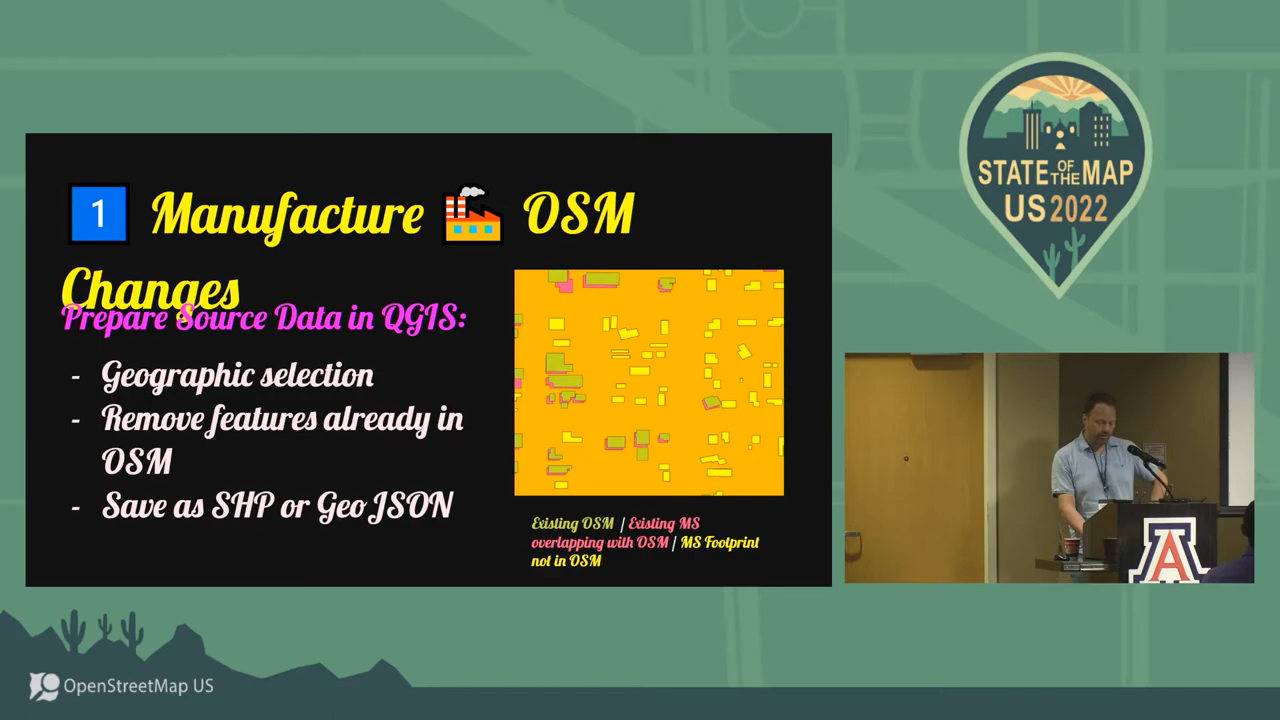 1 Manufacture OSM
Changes
Prepare Source Data in QGIS:
- Geographic selection
- Remove features already in
OSM
- Save as SHP or GeoJSON
Existing OSM / Existing MS
overlapping with OSM / MS Footprint
not in OSM
STATE OF THE MAP
US 2022
A
OpenStreetMap US